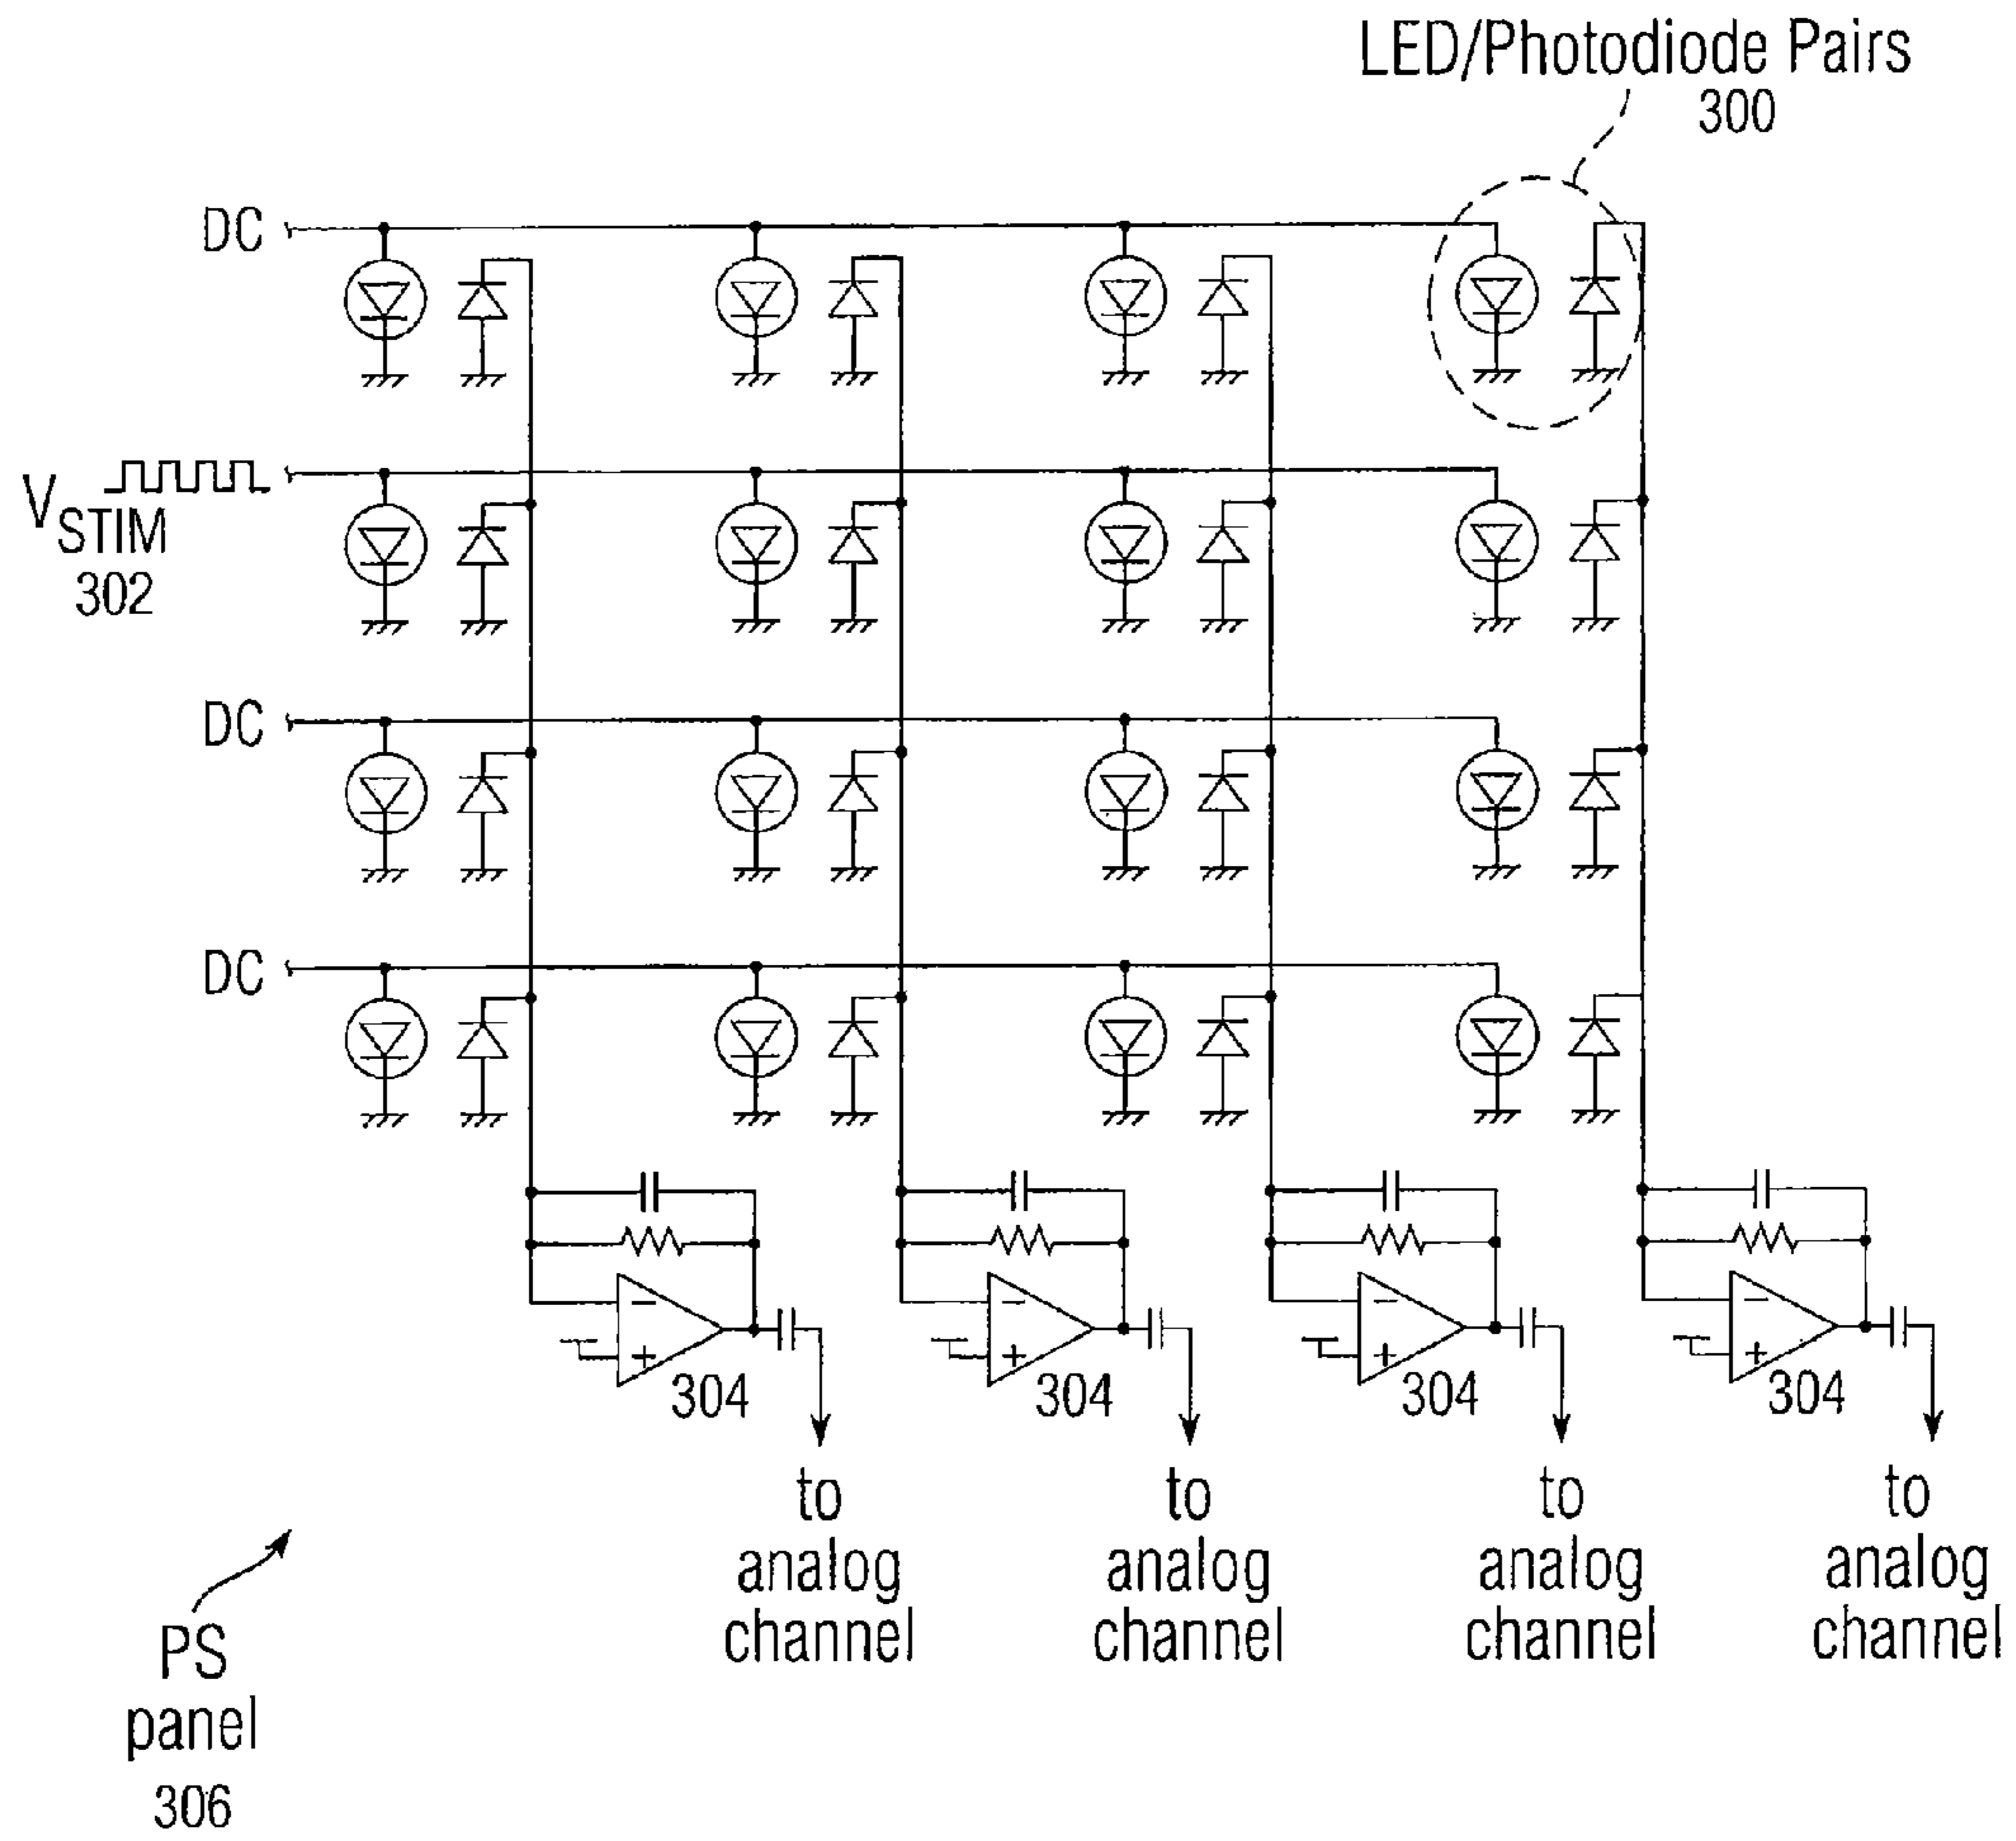 LED/Photodiode Pairs
300
DC
V STIM
302
DC
DC
− − − −
+ + + +
304 304 304 304
to to to to
analog analog analog analog
channel channel channel channel
PS
panel
306